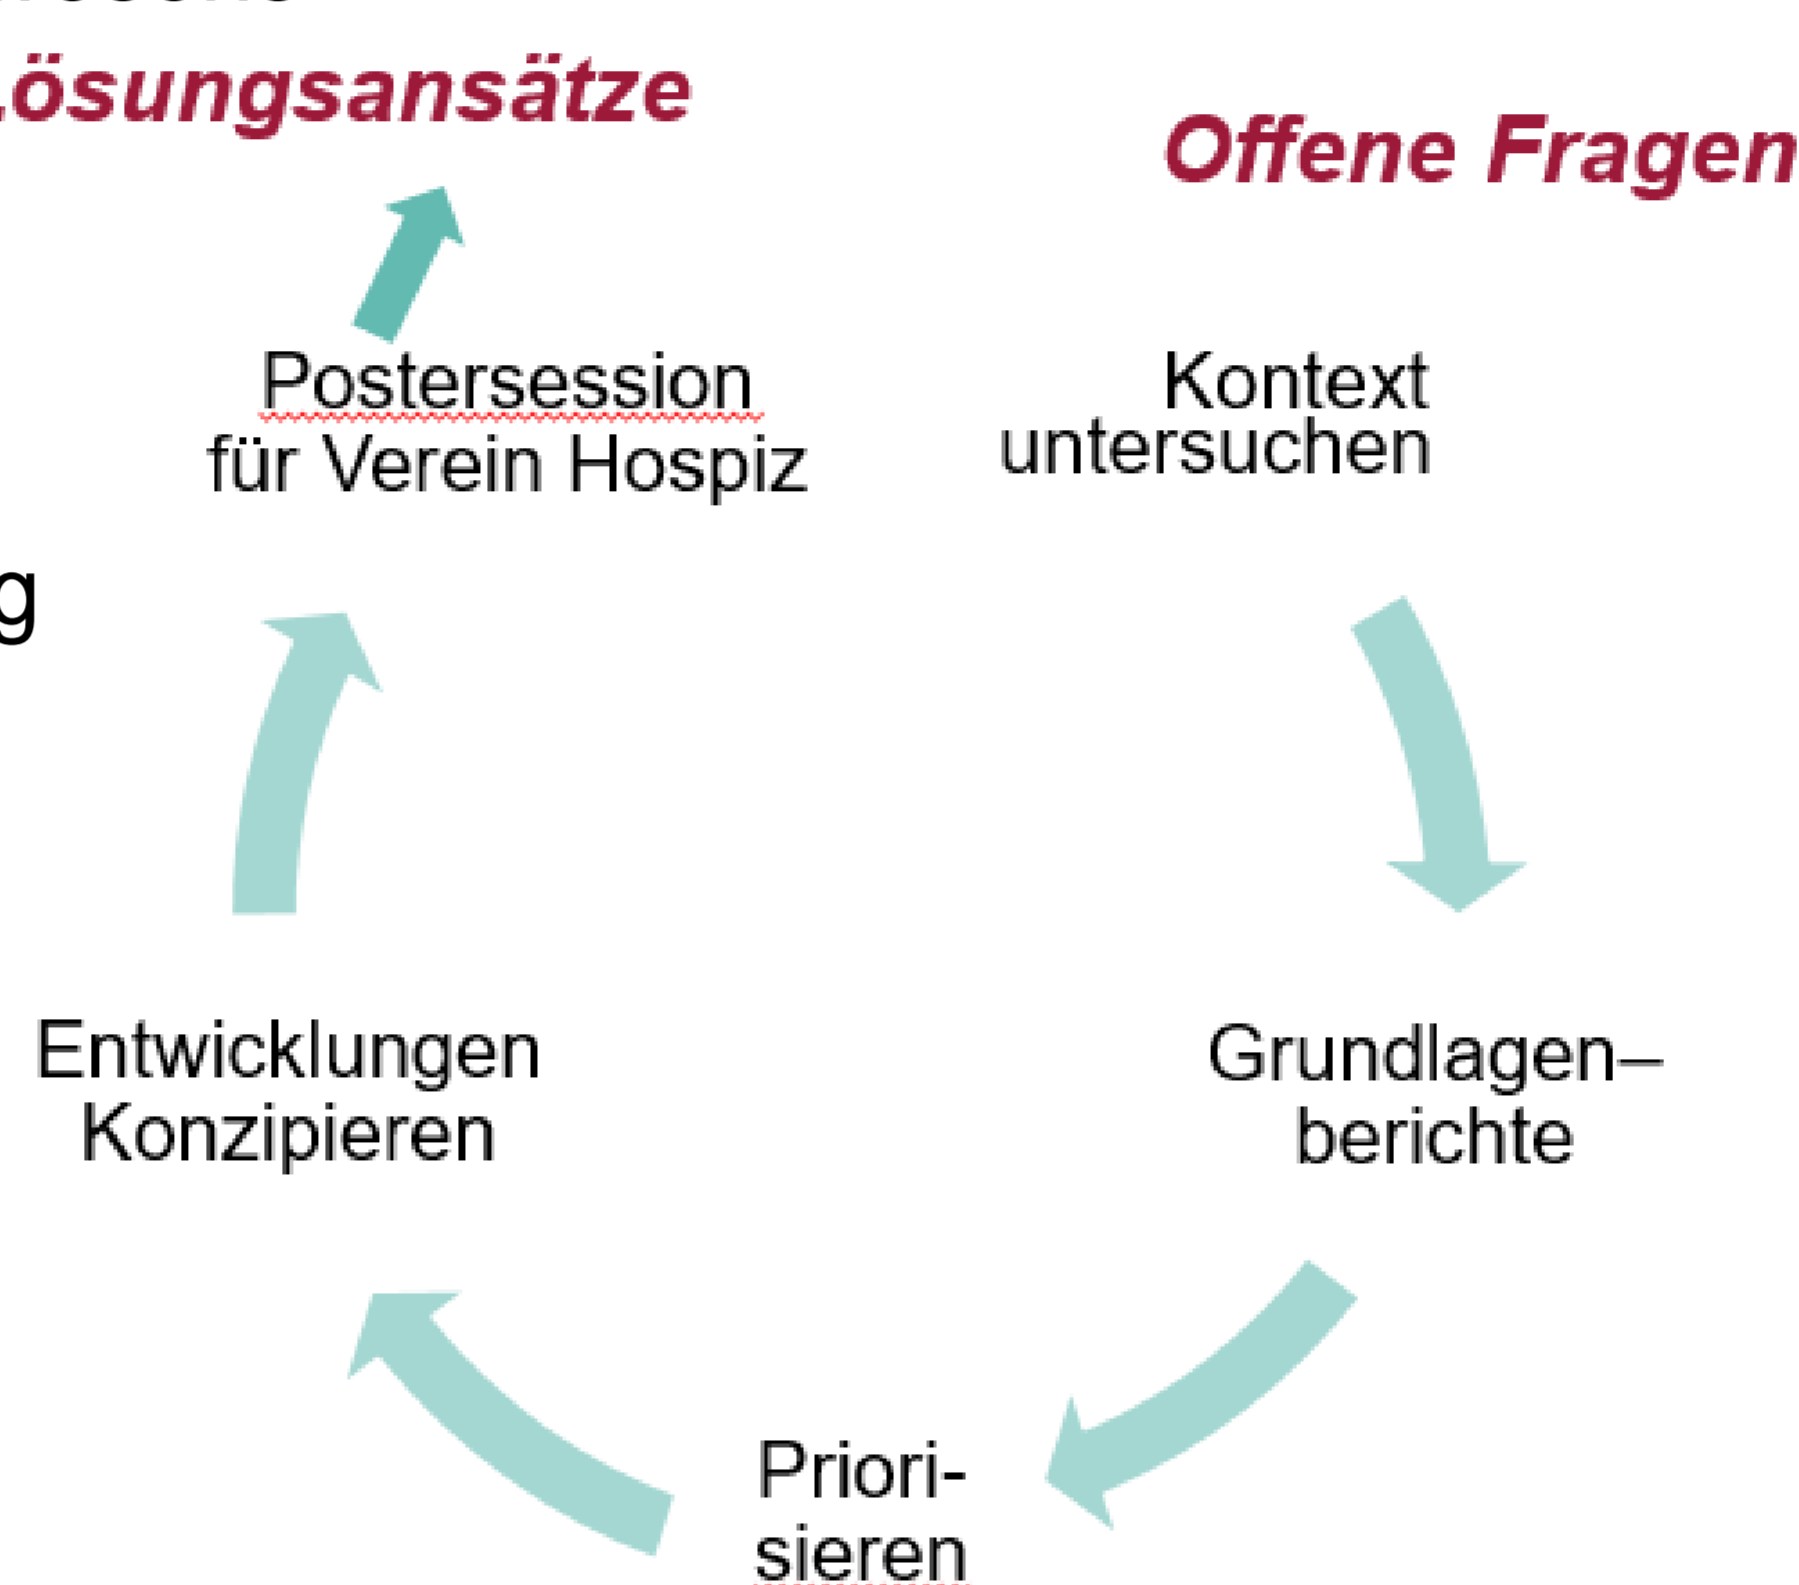 Lösungsansätze
Offene Fragen
Postersession
für Verein Hospiz
Kontext
untersuchen
g
Entwicklungen
Konzipieren
Grundlagen–
berichte
Priori-
sieren